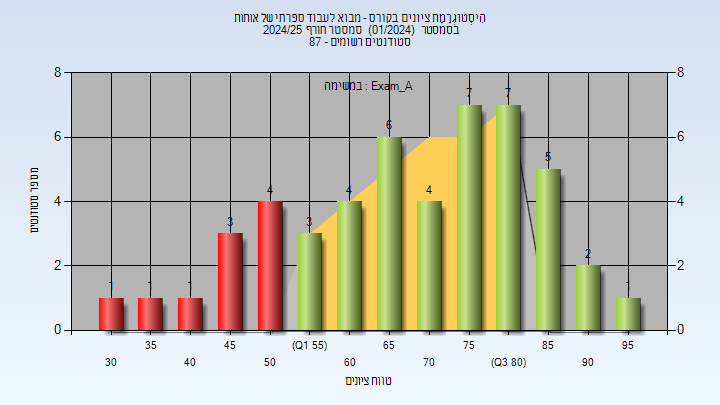 היסטוגרמת ציונים בקורס - מבוא לעבוד ספרתי של אותות
בסמסטר (01/2024) סמסטר חורף 2024/25
סטודנטים רשומים - 87
במשימה : Exam_A
מספר סטודנטים
8 8
6 6
4 4
2 2
0 0
1 1 1 3 4 3 4 6 4 7 7 5 2 1
35 45 (Q1 55) 65 75 85 95
30 40 50 60 70 (Q3 80) 90
טווח ציונים